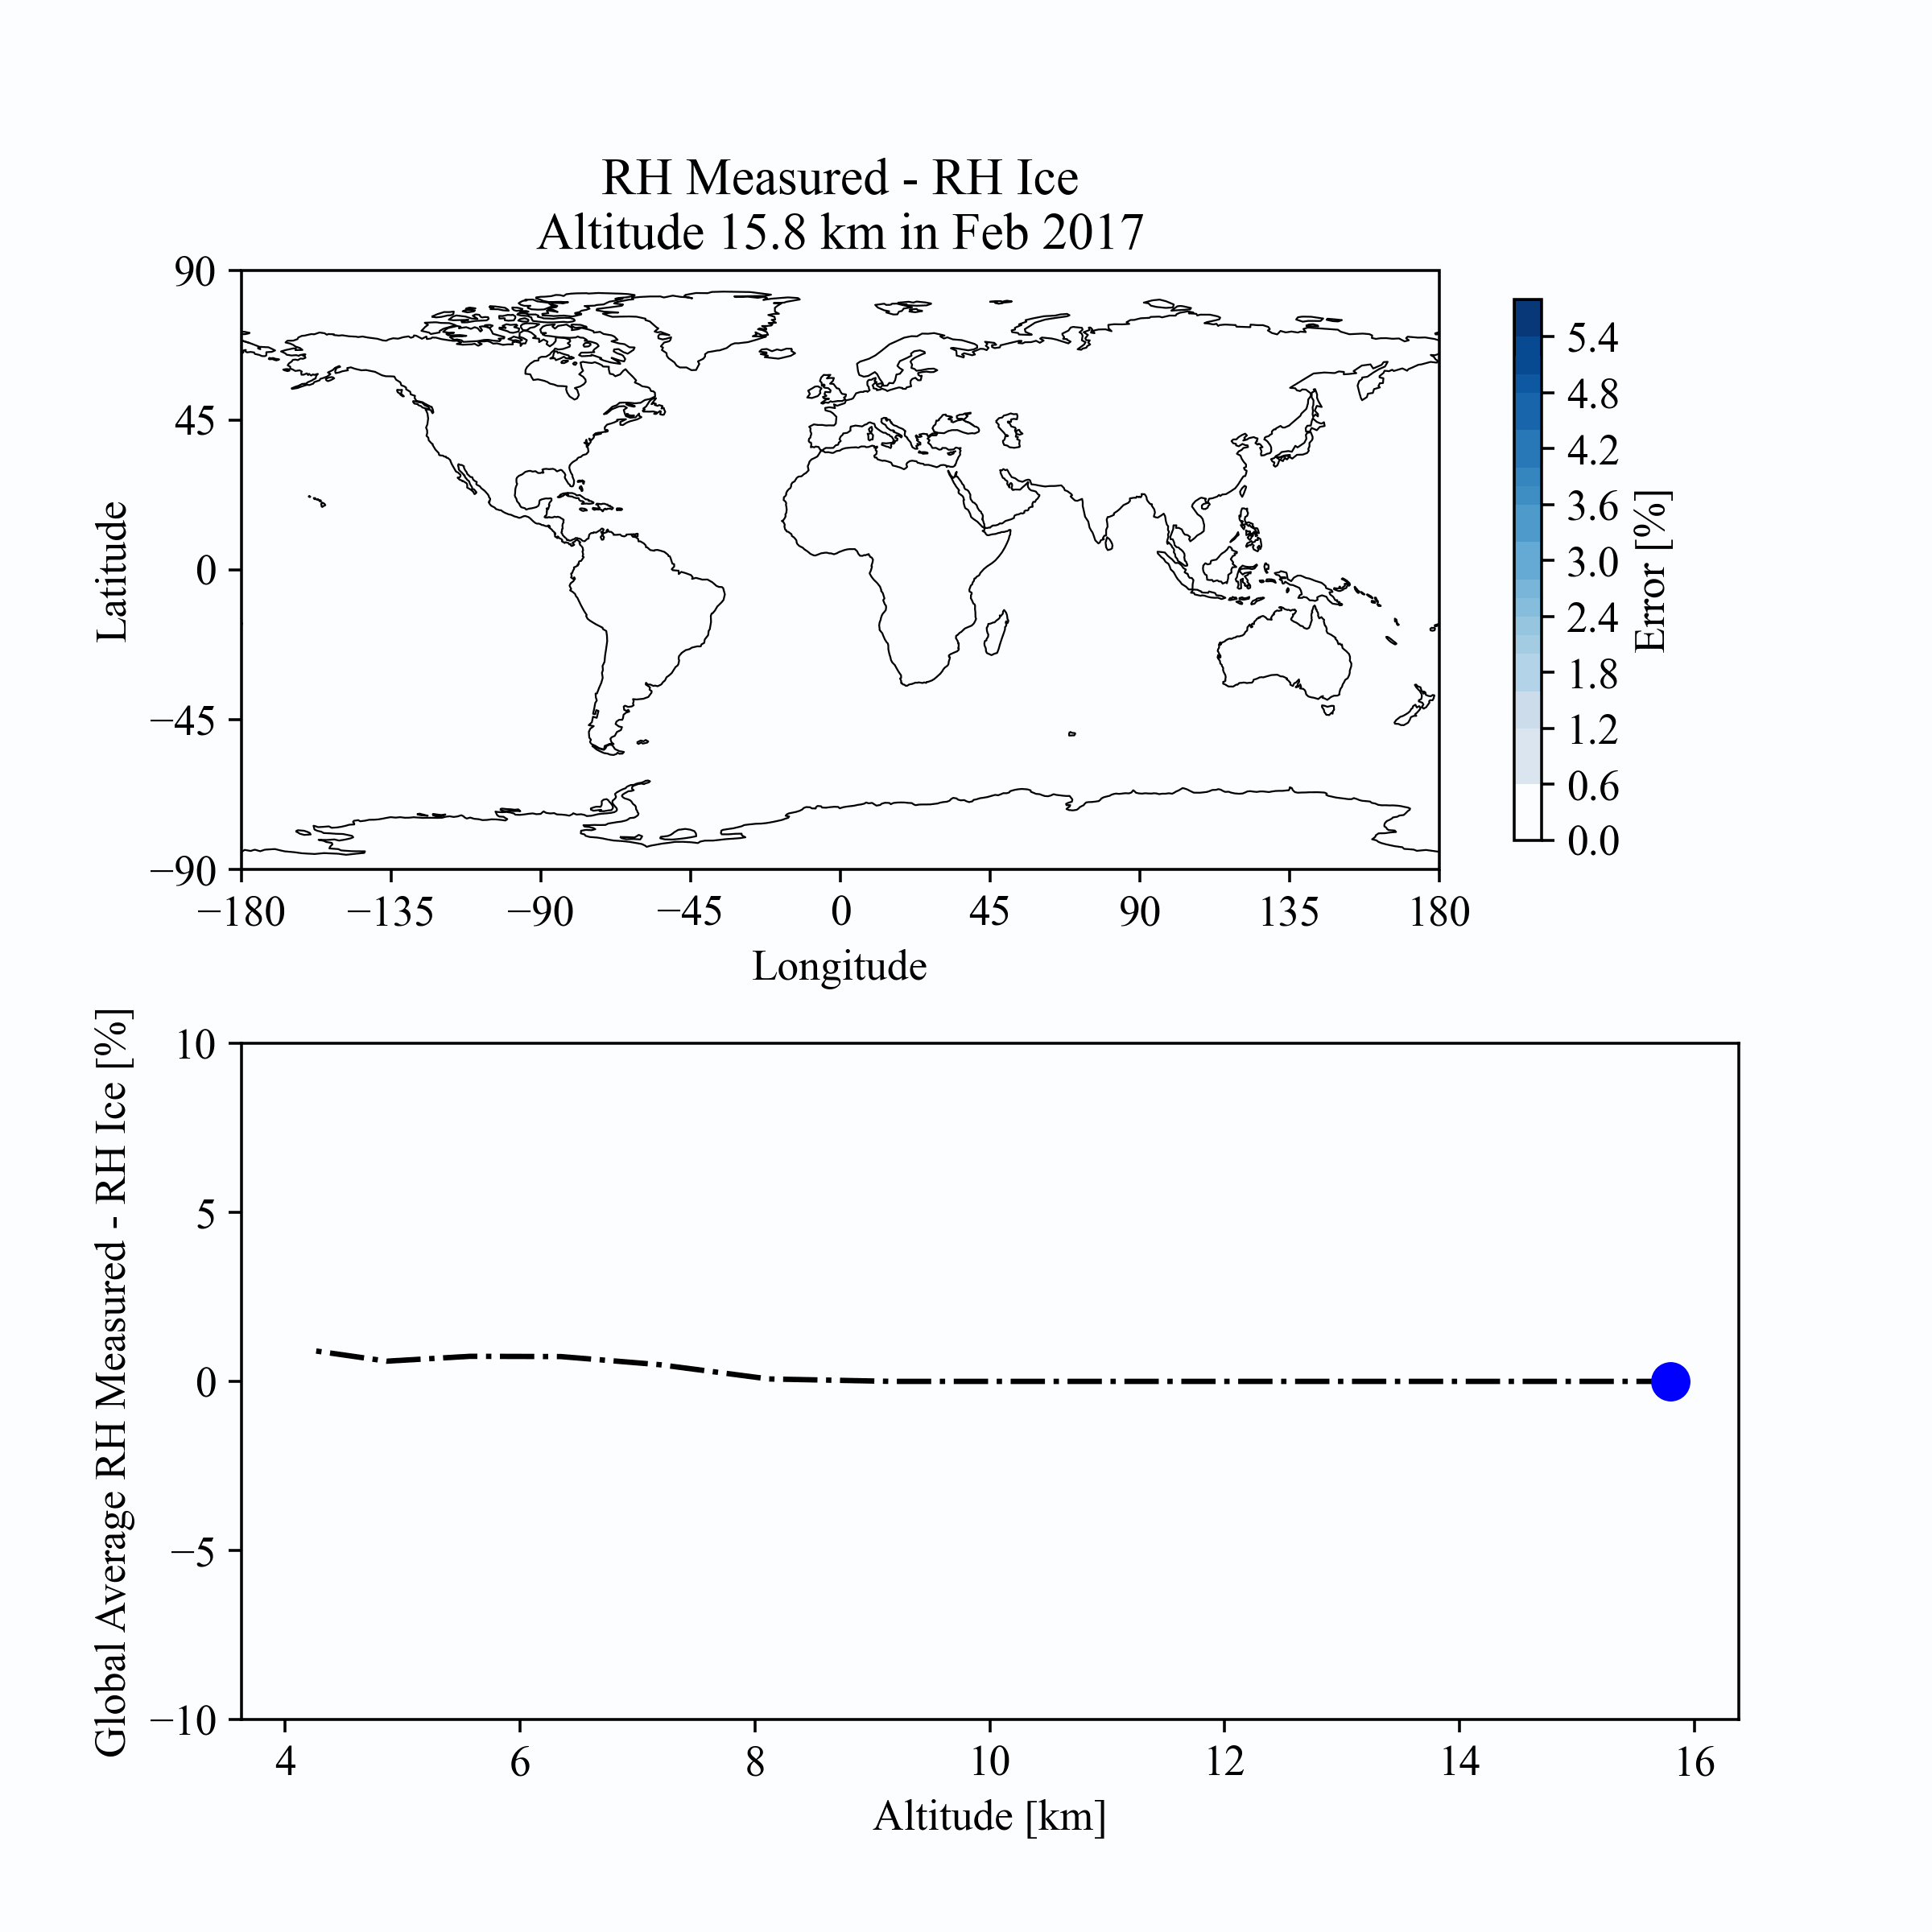 RH Measured - RH Ice
Altitude 15.8 km in Feb 2017
90
45
0
−45
−90
Latitude
−180 −135 −90 −45 0 45 90 135 180
Longitude
5.4
4.8
4.2
3.6
3.0
2.4
1.8
1.2
0.6
0.0
Error [%]
Global Average RH Measured - RH Ice [%]
10
5
0
−5
−10
4 6 8 10 12 14 16
Altitude [km]